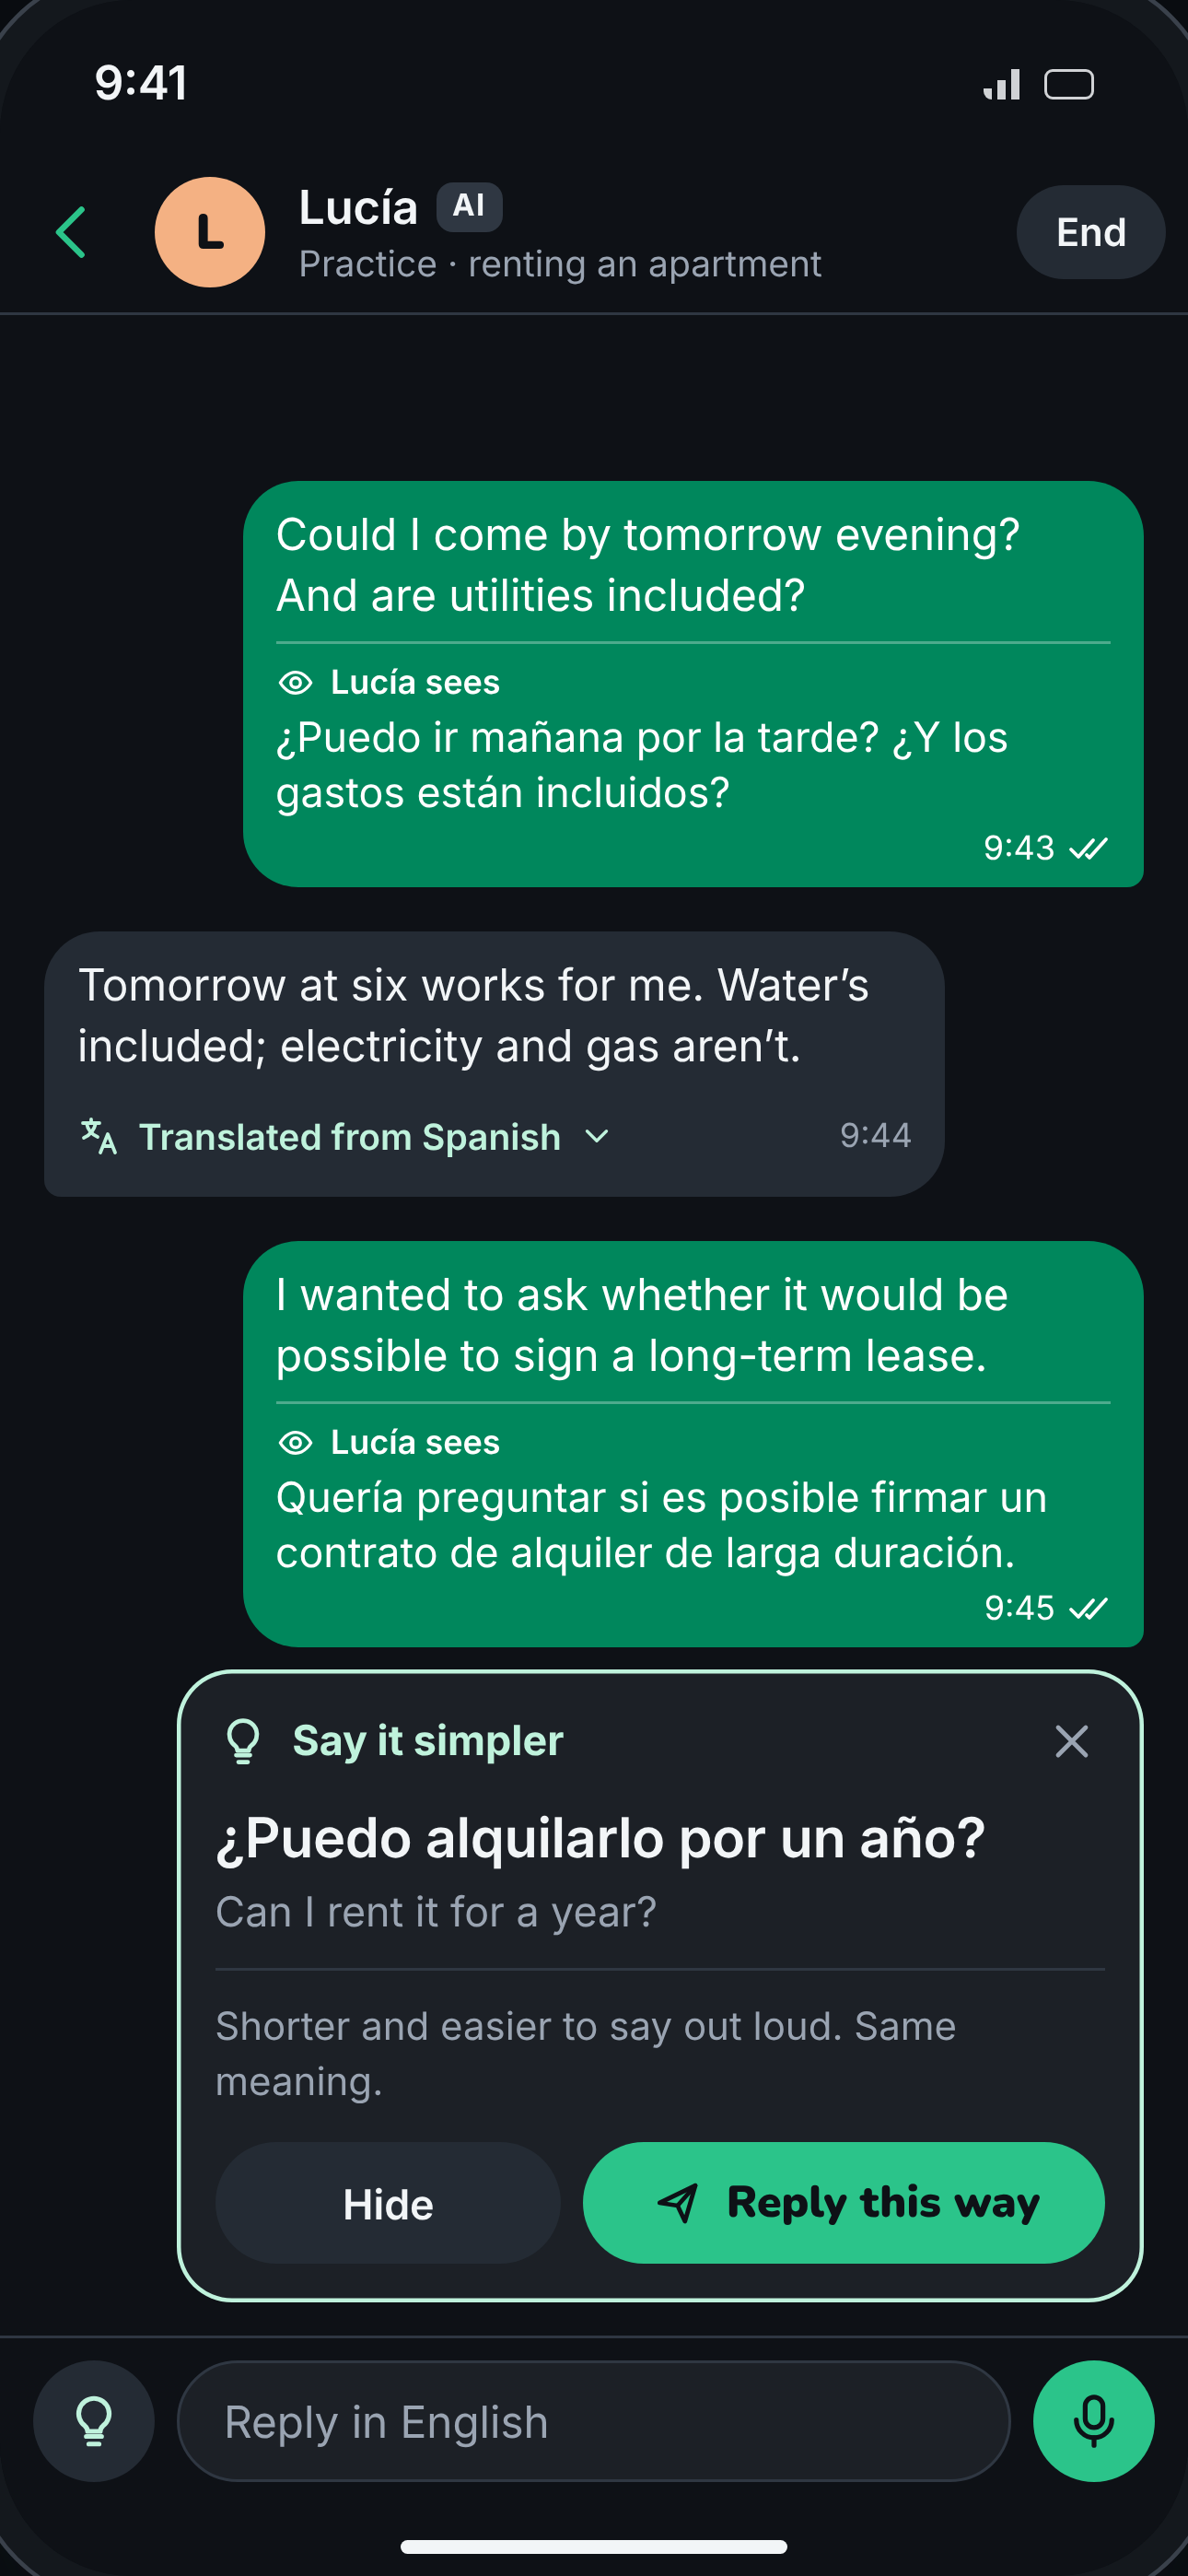 9:41
L
Lucía AI
Practice · renting an apartment
End
Could I come by tomorrow evening?
And are utilities included?
Lucía sees
¿Puedo ir mañana por la tarde? ¿Y los
gastos están incluidos?
9:43
Tomorrow at six works for me. Water’s
included; electricity and gas aren’t.
Translated from Spanish
9:44
I wanted to ask whether it would be
possible to sign a long-term lease.
Lucía sees
Quería preguntar si es posible firmar un
contrato de alquiler de larga duración.
9:45
Say it simpler
¿Puedo alquilarlo por un año?
Can I rent it for a year?
Shorter and easier to say out loud. Same
meaning.
Hide
Reply this way
Reply in English